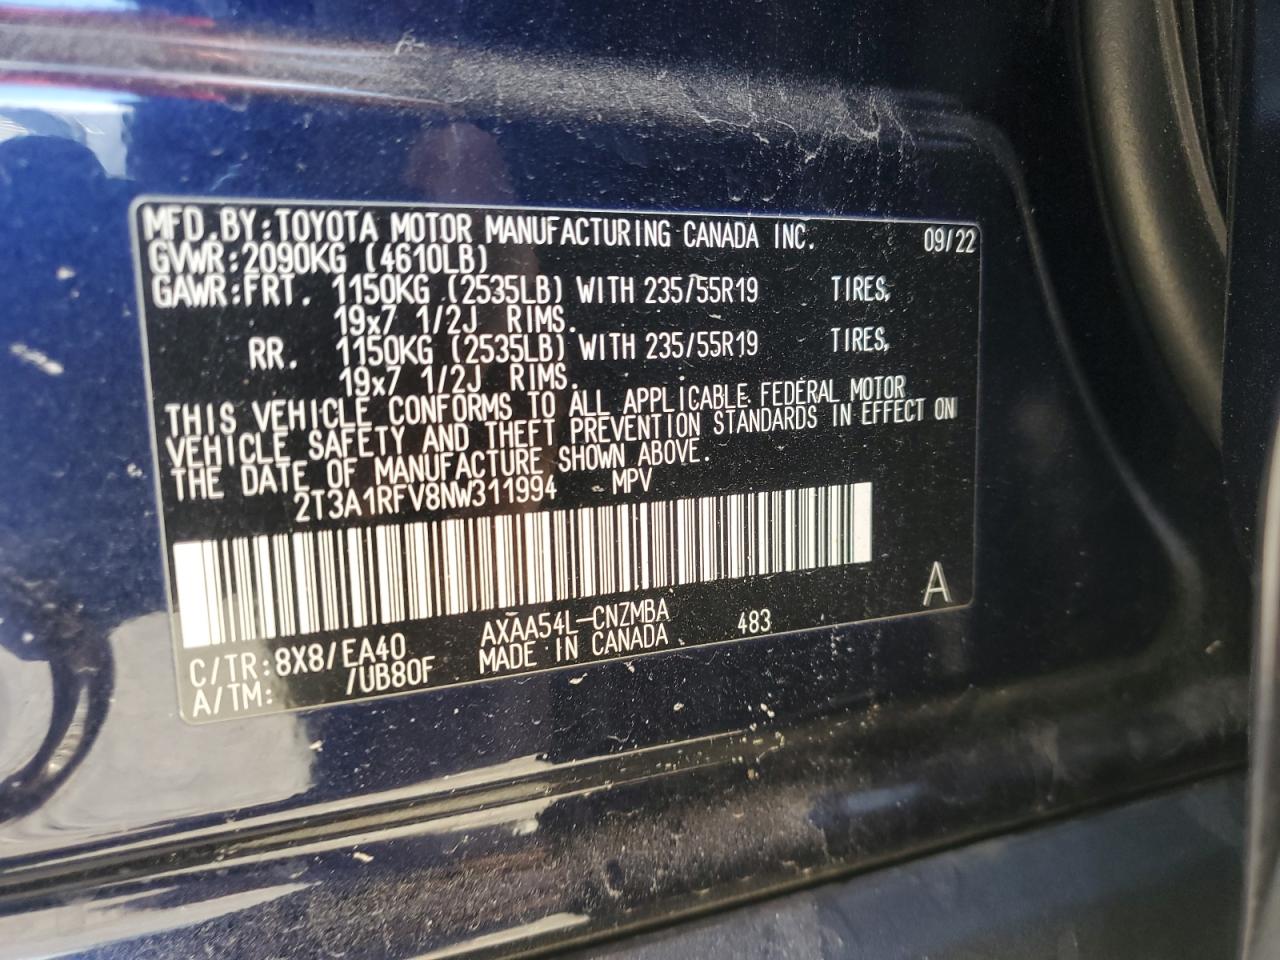 MFD.BY:TOYOTA MOTOR MANUFACTURING CANADA INC. 09/22
GVWR:2090KG (4610LB)
GAWR:FRT. 1150KG (2535LB) WITH 235/55R19 TIRES,
19x7 1/2J RIMS.
RR. 1150KG (2535LB) WITH 235/55R19 TIRES,
19x7 1/2J RIMS.
THIS VEHICLE CONFORMS TO ALL APPLICABLE FEDERAL MOTOR
VEHICLE SAFETY AND THEFT PREVENTION STANDARDS IN EFFECT ON
THE DATE OF MANUFACTURE SHOWN ABOVE.
2T3A1RFV8NW311994 MPV
A
C/TR:8X8/EA40 AXAA54L-CNZMBA 483
A/TM: /UB80F MADE IN CANADA